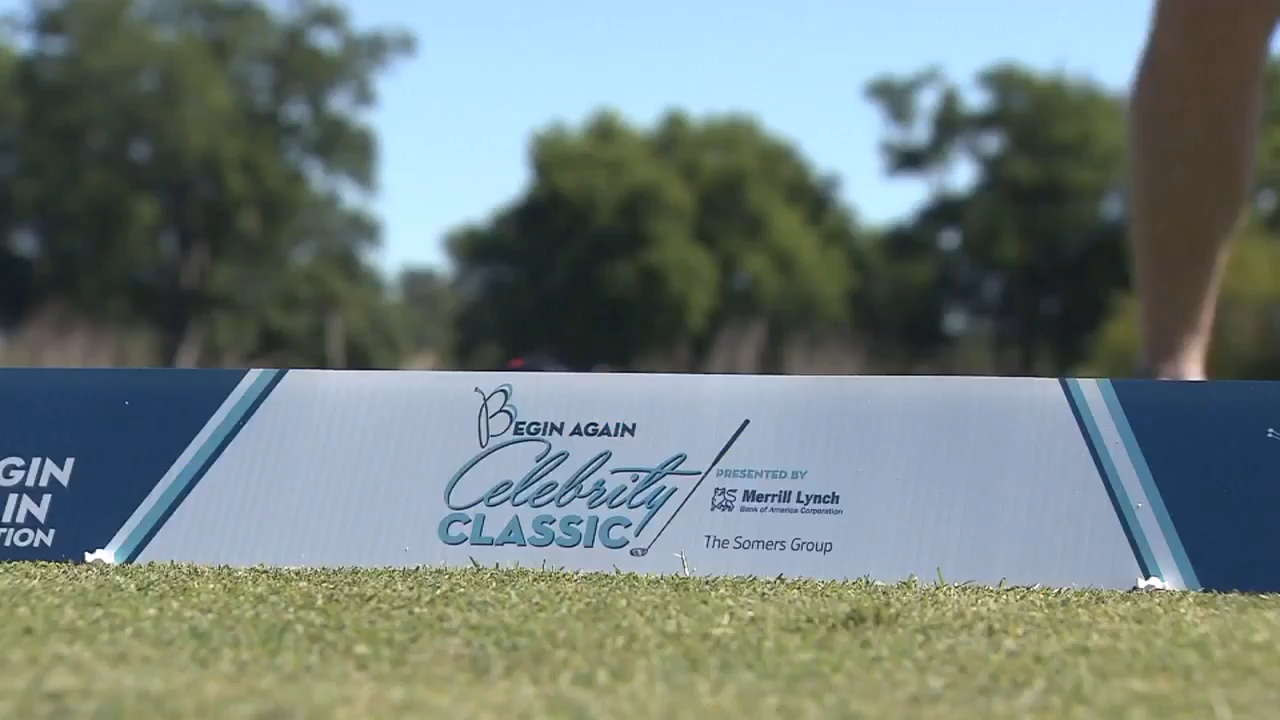 GIN
IN
TION
BEGIN AGAIN
Celebrity
CLASSIC
PRESENTED BY
Merrill Lynch
Bank of America Corporation
The Somers Group